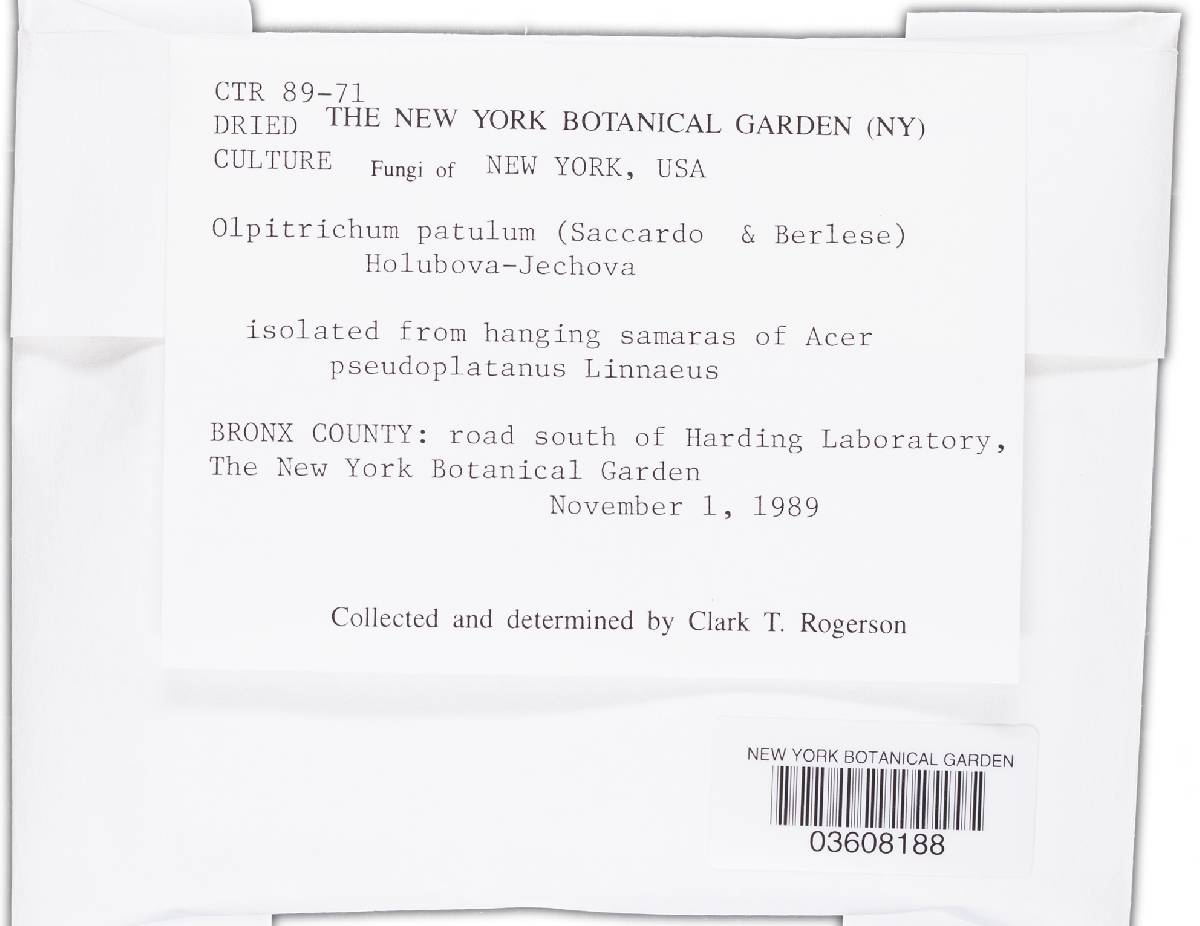 CTR 89-71
DRIED THE NEW YORK BOTANICAL GARDEN (NY)
CULTURE Fungi of NEW YORK, USA
Olpitrichum patulum (Saccardo & Berlese)
Holubova-Jechova
isolated from hanging samaras of Acer
pseudoplatanus Linnaeus
BRONX COUNTY: road south of Harding Laboratory,
The New York Botanical Garden
November 1, 1989
Collected and determined by Clark T. Rogerson
NEW YORK BOTANICAL GARDEN
03608188